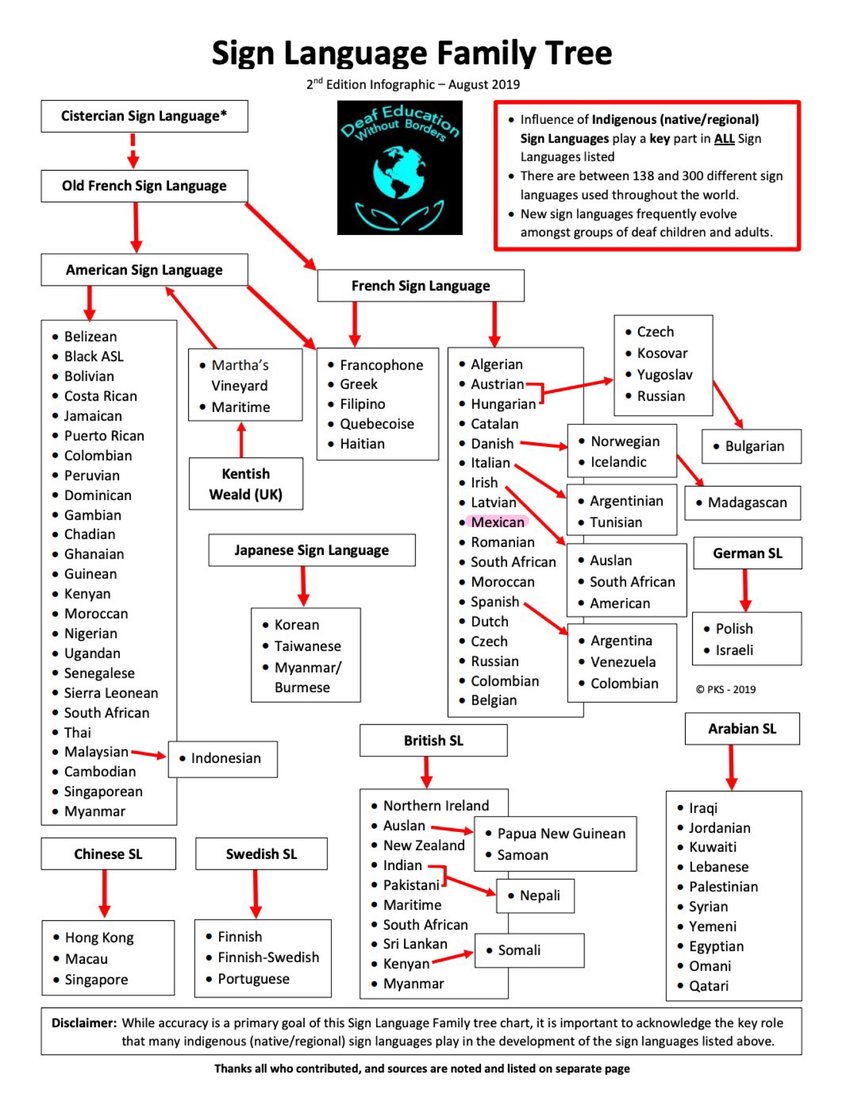 Sign Language Family Tree
2nd Edition Infographic – August 2019
Cistercian Sign Language*
Old French Sign Language
American Sign Language
Deaf Education
Without Borders
• Influence of Indigenous (native/regional)
Sign Languages play a key part in ALL Sign
Languages listed
• There are between 138 and 300 different sign
languages used throughout the world.
• New sign languages frequently evolve
amongst groups of deaf children and adults.
French Sign Language
• Belizean
• Black ASL
• Bolivian
• Costa Rican
• Jamaican
• Puerto Rican
• Colombian
• Peruvian
• Dominican
• Gambian
• Chadian
• Ghanaian
• Guinean
• Kenyan
• Moroccan
• Nigerian
• Ugandan
• Senegalese
• Sierra Leonean
• South African
• Thai
• Malaysian
• Cambodian
• Singaporean
• Myanmar
• Indonesian
• Martha's
Vineyard
• Maritime
Kentish
Weald (UK)
• Francophone
• Greek
• Filipino
• Quebecoise
• Haitian
• Algerian
• Austrian
• Hungarian
• Catalan
• Danish
• Italian
• Irish
• Latvian
• Mexican
• Romanian
• South African
• Moroccan
• Spanish
• Dutch
• Czech
• Russian
• Colombian
• Belgian
• Czech
• Kosovar
• Yugoslav
• Russian
• Bulgarian
• Norwegian
• Icelandic
• Madagascan
• Argentinian
• Tunisian
• Auslan
• South African
• American
• Argentina
• Venezuela
• Colombian
German SL
• Polish
• Israeli
© PKS - 2019
Japanese Sign Language
• Korean
• Taiwanese
• Myanmar/
Burmese
British SL
• Northern Ireland
• Auslan
• New Zealand
• Indian
• Pakistani
• Maritime
• South African
• Sri Lankan
• Kenyan
• Myanmar
• Papua New Guinean
• Samoan
• Nepali
• Somali
Arabian SL
• Iraqi
• Jordanian
• Kuwaiti
• Lebanese
• Palestinian
• Syrian
• Yemeni
• Egyptian
• Omani
• Qatari
Chinese SL
• Hong Kong
• Macau
• Singapore
Swedish SL
• Finnish
• Finnish-Swedish
• Portuguese
Disclaimer: While accuracy is a primary goal of this Sign Language Family tree chart, it is important to acknowledge the key role
that many indigenous (native/regional) sign languages play in the development of the sign languages listed above.
Thanks all who contributed, and sources are noted and listed on separate page